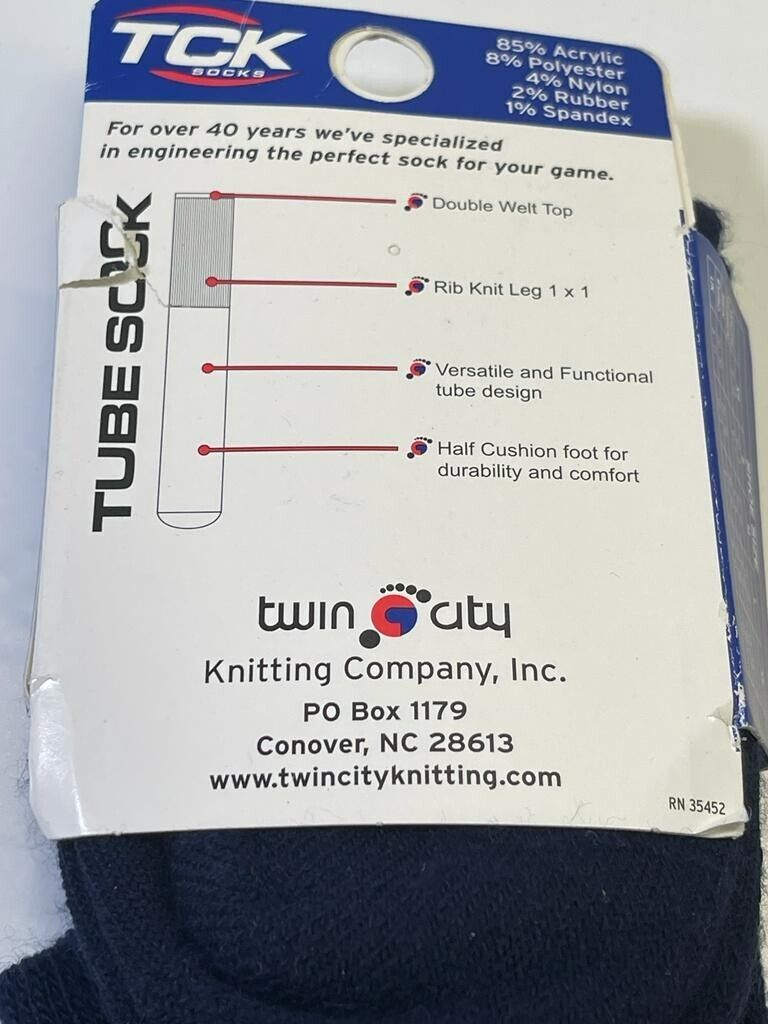 TCK
SOCKS
85% Acrylic
8% Polyester
4% Nylon
2% Rubber
1% Spandex
For over 40 years we've specialized
in engineering the perfect sock for your game.
TUBE SOCK
Double Welt Top
Rib Knit Leg 1 x 1
Versatile and Functional
tube design
Half Cushion foot for
durability and comfort
twin city
Knitting Company, Inc.
PO Box 1179
Conover, NC 28613
www.twincityknitting.com
RN 35452